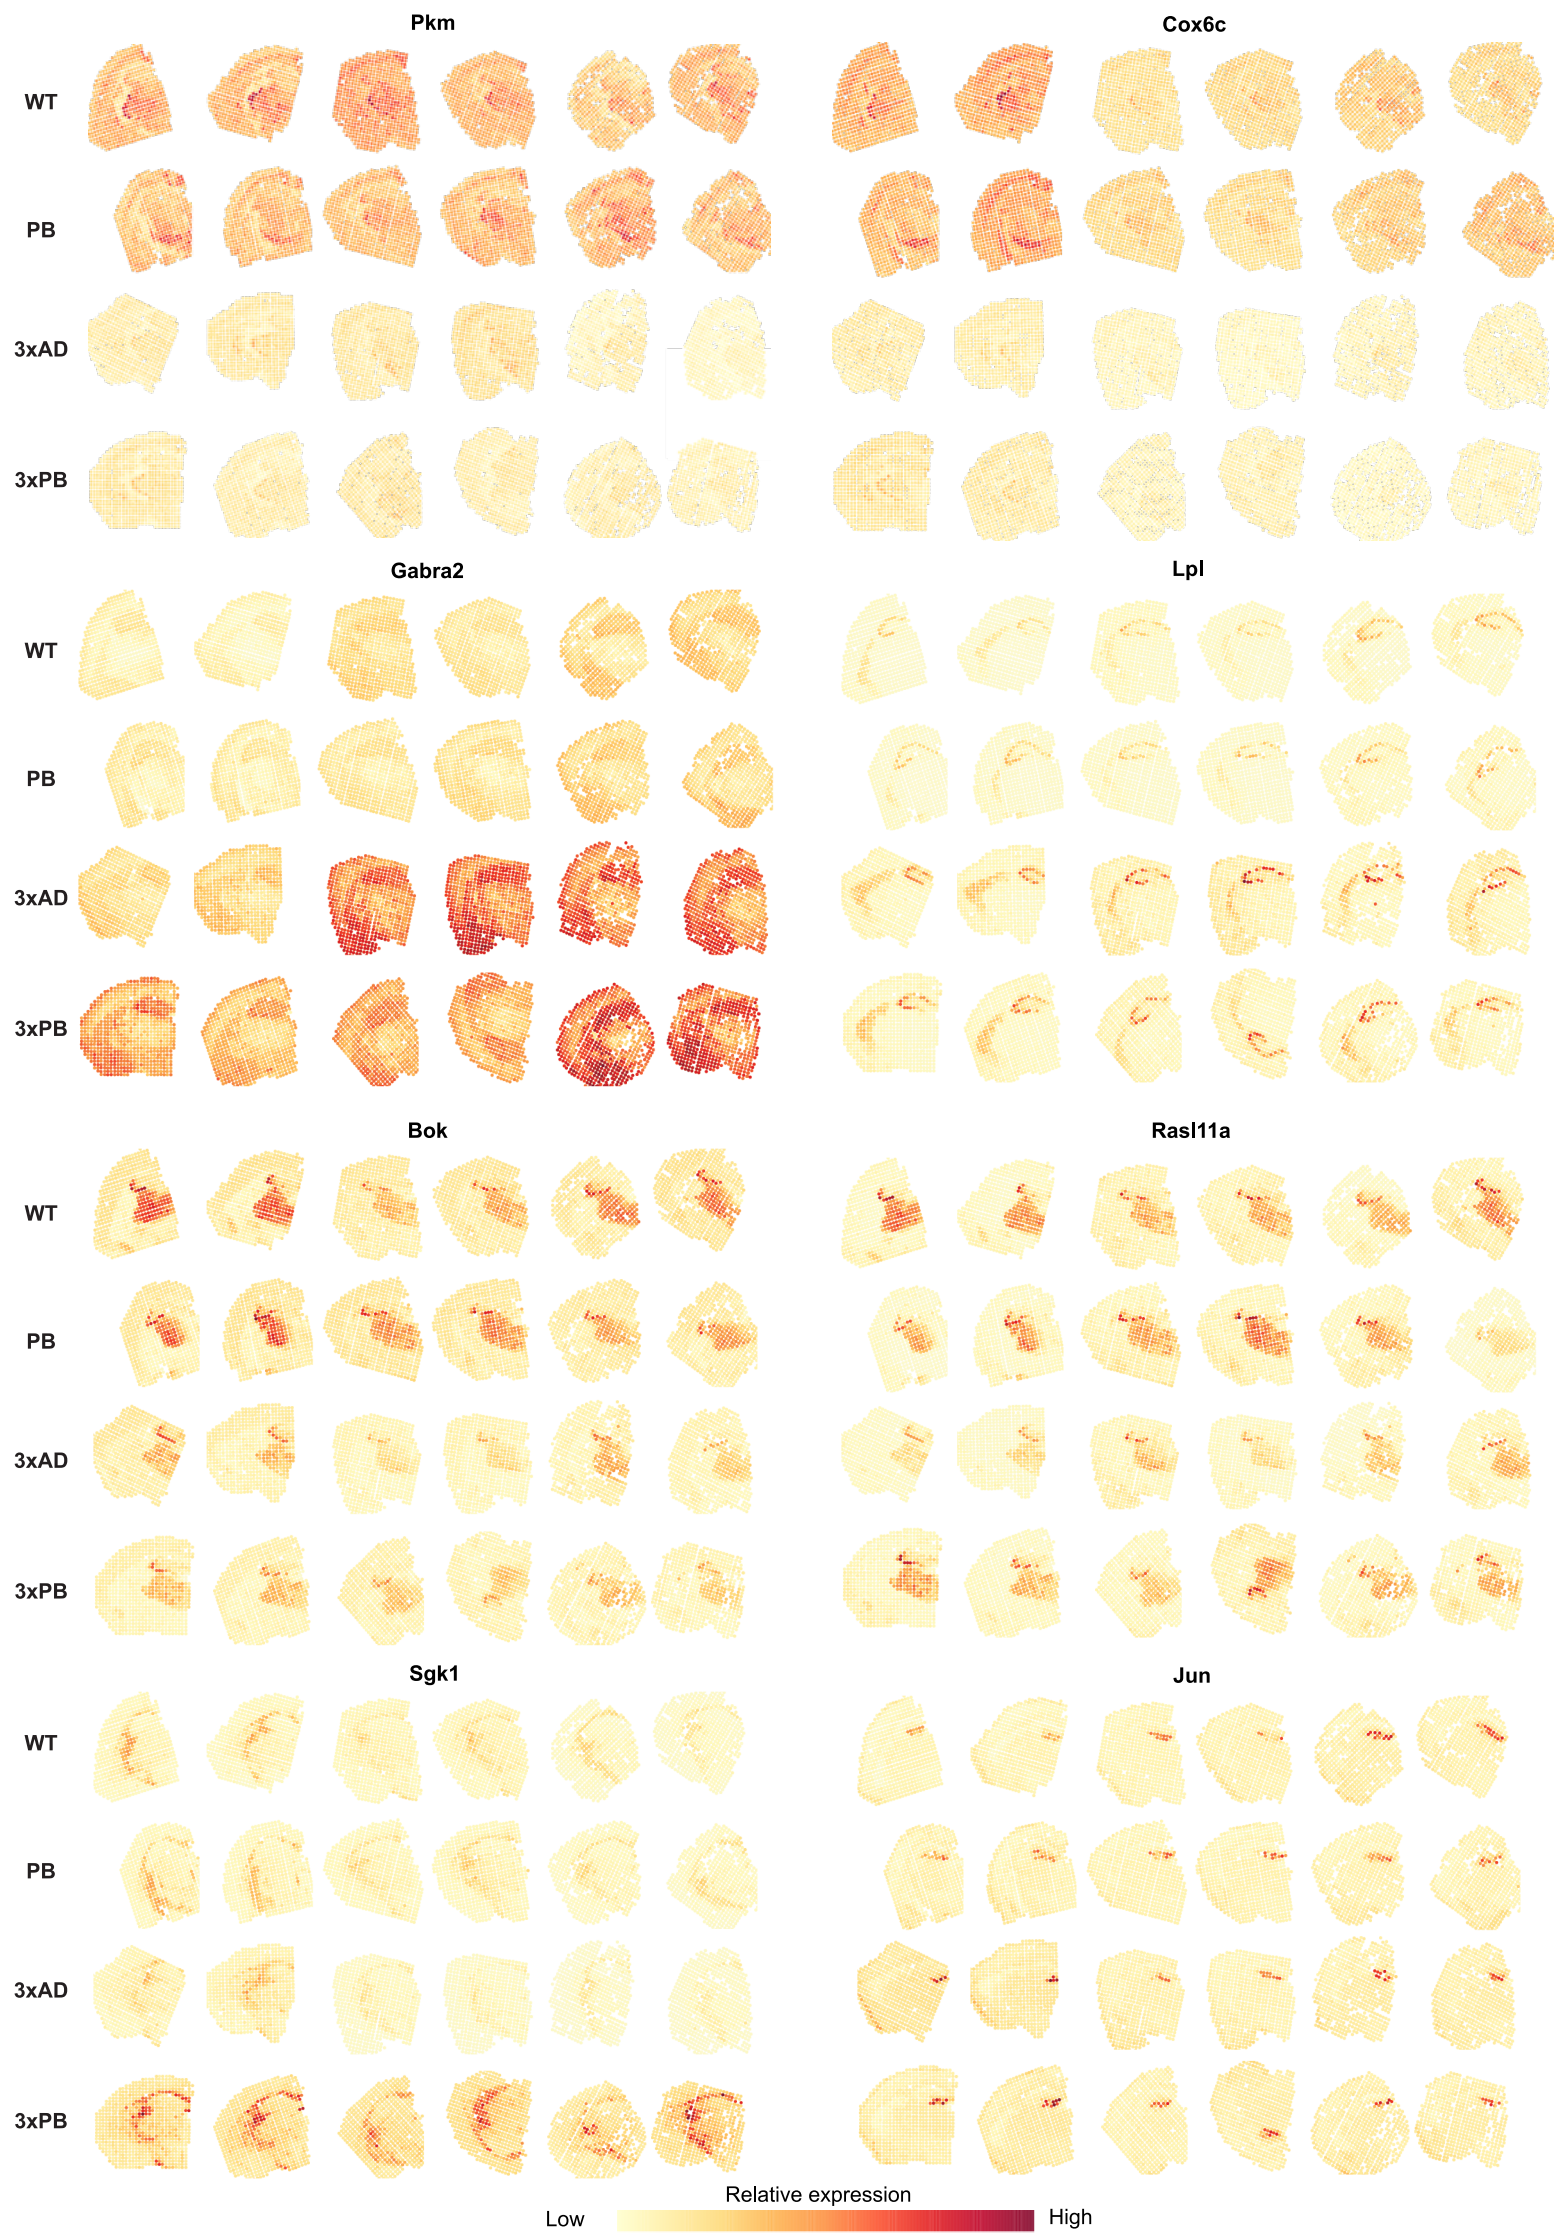 Pkm
Cox6c
WT
PB
3xAD
3xPB
Gabra2
Lpl
WT
PB
3xAD
3xPB
Bok
Rasl11a
WT
PB
3xAD
3xPB
Sgk1
Jun
WT
PB
3xAD
3xPB
Relative expression
Low
High